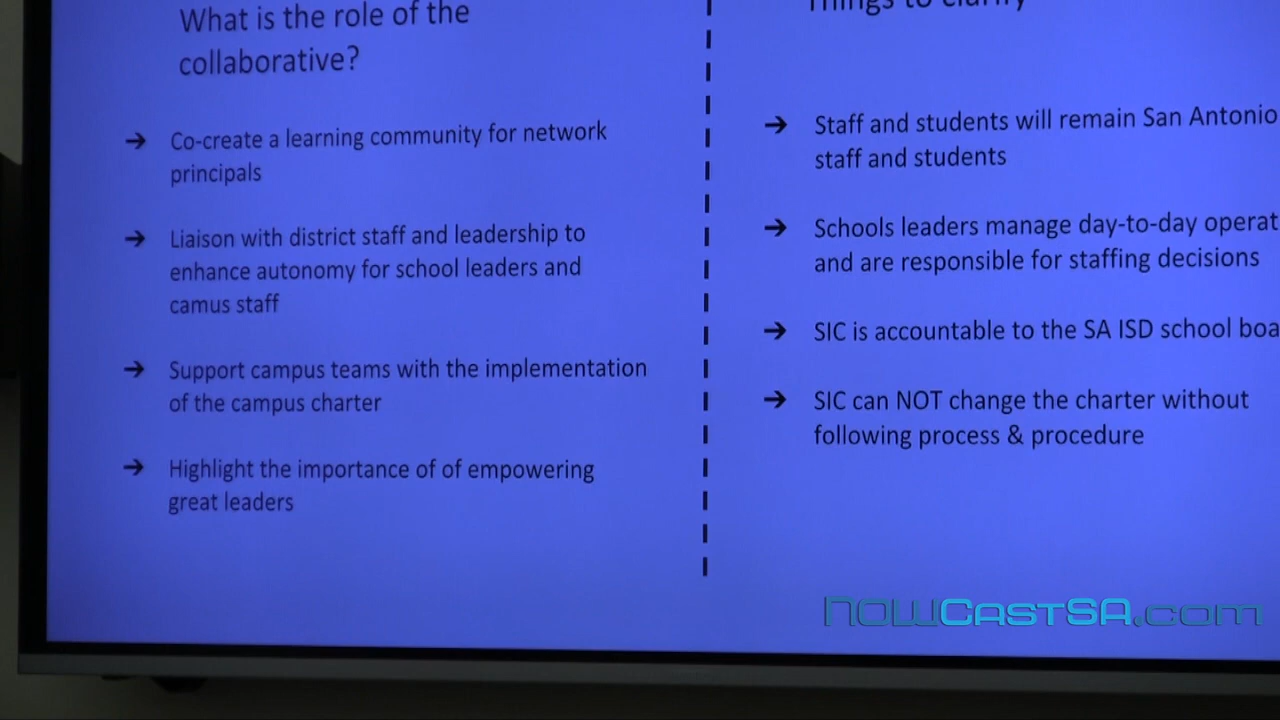 What is the role of the
collaborative?
➔ Co-create a learning community for network
principals
➔ Liaison with district staff and leadership to
enhance autonomy for school leaders and
camus staff
➔ Support campus teams with the implementation
of the campus charter
➔ Highlight the importance of of empowering
great leaders
Things to clarify
➔ Staff and students will remain San Antonio
staff and students
➔ Schools leaders manage day-to-day operat
and are responsible for staffing decisions
➔ SIC is accountable to the SA ISD school boa
➔ SIC can NOT change the charter without
following process & procedure
NOWCastSA.com